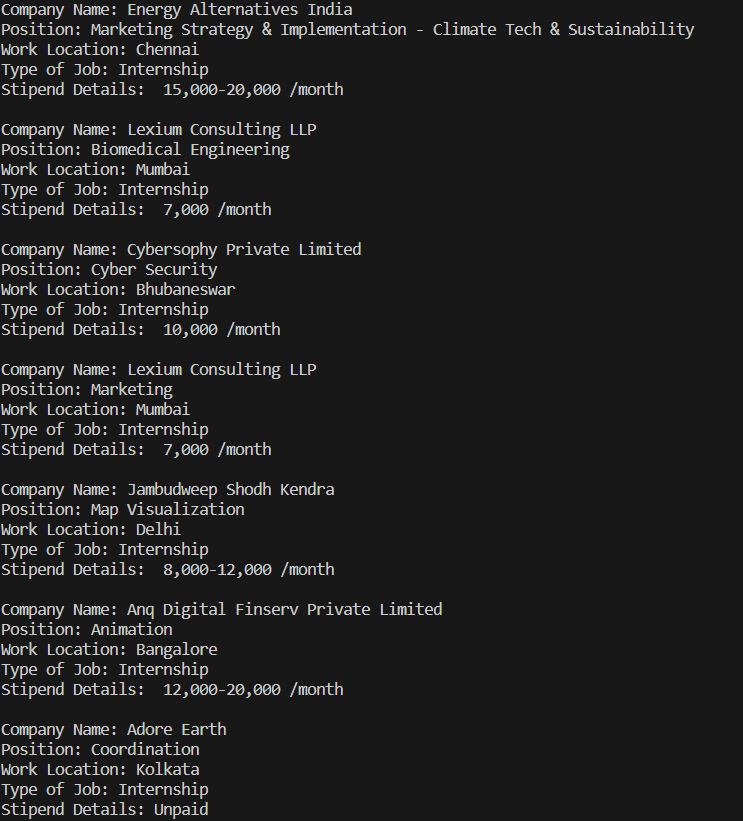 Company Name: Energy Alternatives India
Position: Marketing Strategy & Implementation - Climate Tech & Sustainability
Work Location: Chennai
Type of Job: Internship
Stipend Details:  15,000-20,000 /month

Company Name: Lexium Consulting LLP
Position: Biomedical Engineering
Work Location: Mumbai
Type of Job: Internship
Stipend Details:  7,000 /month

Company Name: Cybersophy Private Limited
Position: Cyber Security
Work Location: Bhubaneswar
Type of Job: Internship
Stipend Details:  10,000 /month

Company Name: Lexium Consulting LLP
Position: Marketing
Work Location: Mumbai
Type of Job: Internship
Stipend Details:  7,000 /month

Company Name: Jambudweep Shodh Kendra
Position: Map Visualization
Work Location: Delhi
Type of Job: Internship
Stipend Details:  8,000-12,000 /month

Company Name: Anq Digital Finserv Private Limited
Position: Animation
Work Location: Bangalore
Type of Job: Internship
Stipend Details:  12,000-20,000 /month

Company Name: Adore Earth
Position: Coordination
Work Location: Kolkata
Type of Job: Internship
Stipend Details: Unpaid